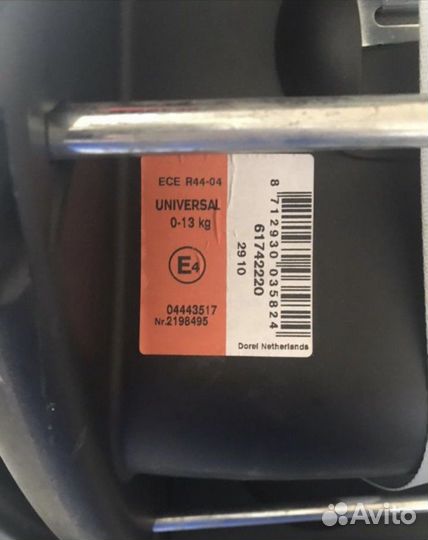 ECE R44-04
UNIVERSAL
0-13 kg
E4
04443517
Nr.2198495
8 712930 035824
61742220
2910
Dorel Netherlands
Avito